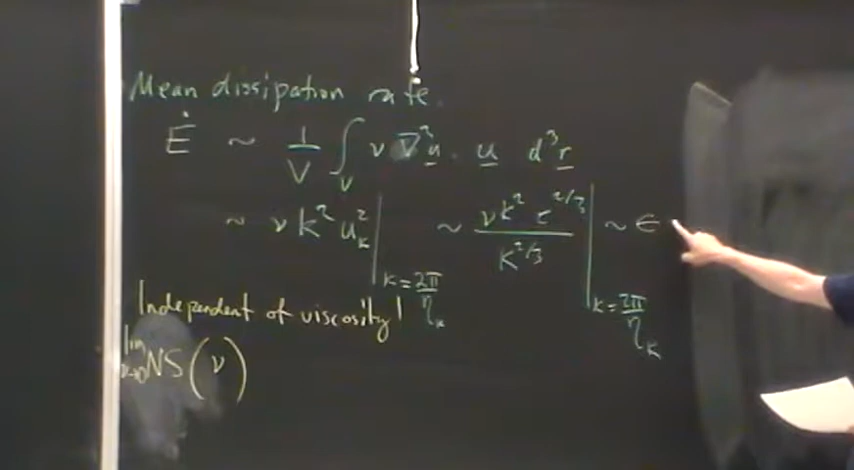 Mean dissipation rate.
Ė ~ 1/V ∫_V ν ∇²u̲ · u̲ d³r̲
~ ν k² u_k² |_{k = 2π/η_k} ~ νk² ε^{2/3} / k^{2/3} |_{k = 2π/η_k} ~ ϵ
Independent of viscosity!
lim_{ν→0} NS(ν)